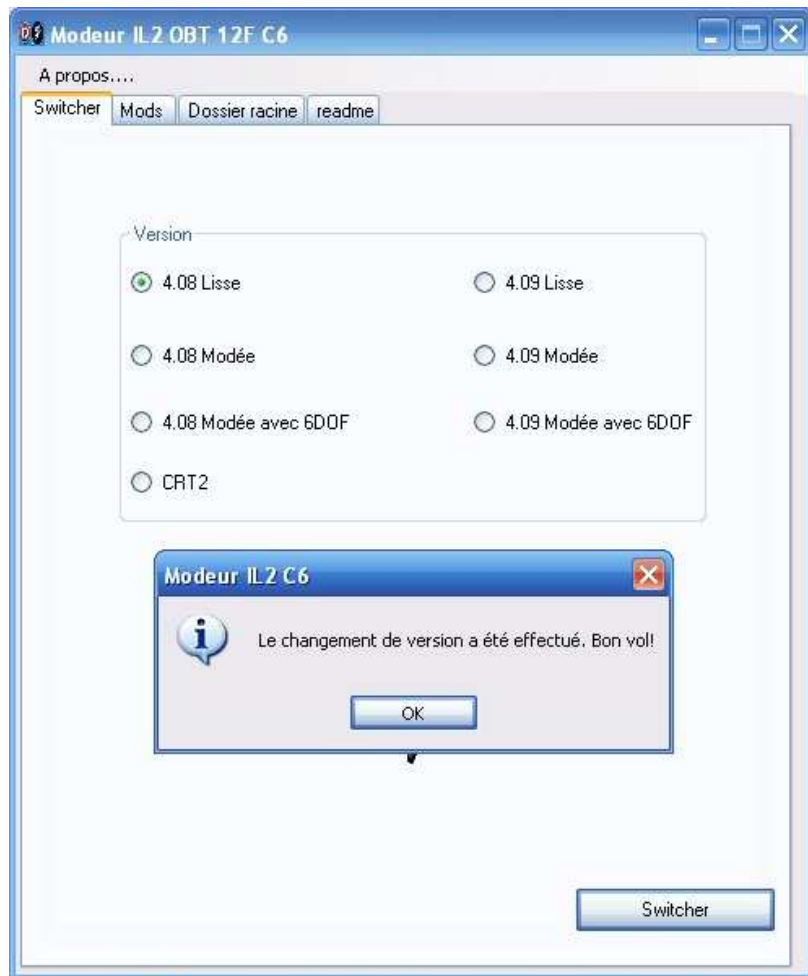 Modeur IL2 OBT 12F C6
A propos....
Switcher Mods Dossier racine readme
Version
4.08 Lisse 4.09 Lisse
4.08 Modée 4.09 Modée
4.08 Modée avec 6DOF 4.09 Modée avec 6DOF
CRT2
Modeur IL2 C6
Le changement de version a été effectué. Bon vol!
OK
Switcher